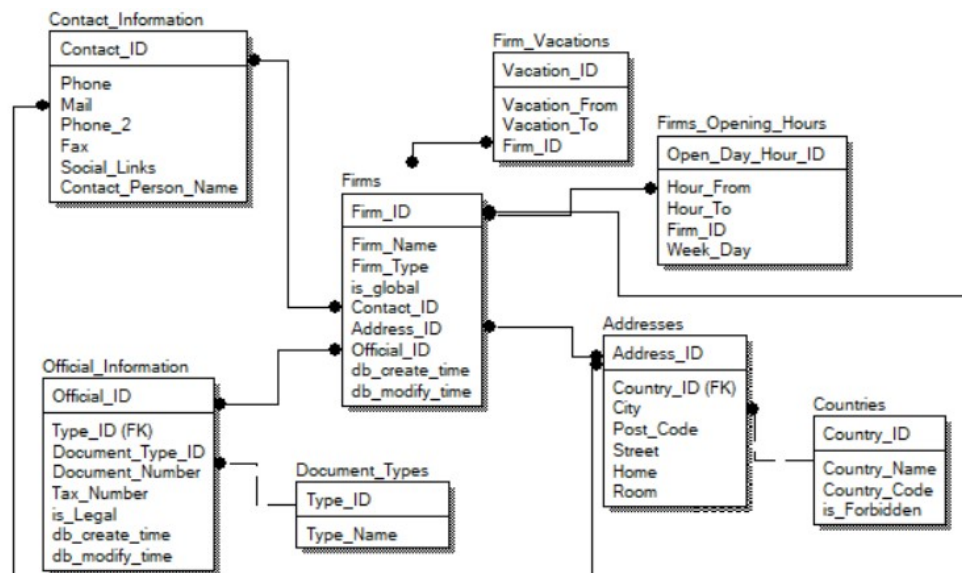 Contact_Information
Contact_ID
Phone
Mail
Phone_2
Fax
Social_Links
Contact_Person_Name
Firm_Vacations
Vacation_ID
Vacation_From
Vacation_To
Firm_ID
Firms_Opening_Hours
Open_Day_Hour_ID
Hour_From
Hour_To
Firm_ID
Week_Day
Firms
Firm_ID
Firm_Name
Firm_Type
is_global
Contact_ID
Address_ID
Official_ID
db_create_time
db_modify_time
Addresses
Address_ID
Country_ID (FK)
City
Post_Code
Street
Home
Room
Countries
Country_ID
Country_Name
Country_Code
is_Forbidden
Official_Information
Official_ID
Type_ID (FK)
Document_Type_ID
Document_Number
Tax_Number
is_Legal
db_create_time
db_modify_time
Document_Types
Type_ID
Type_Name